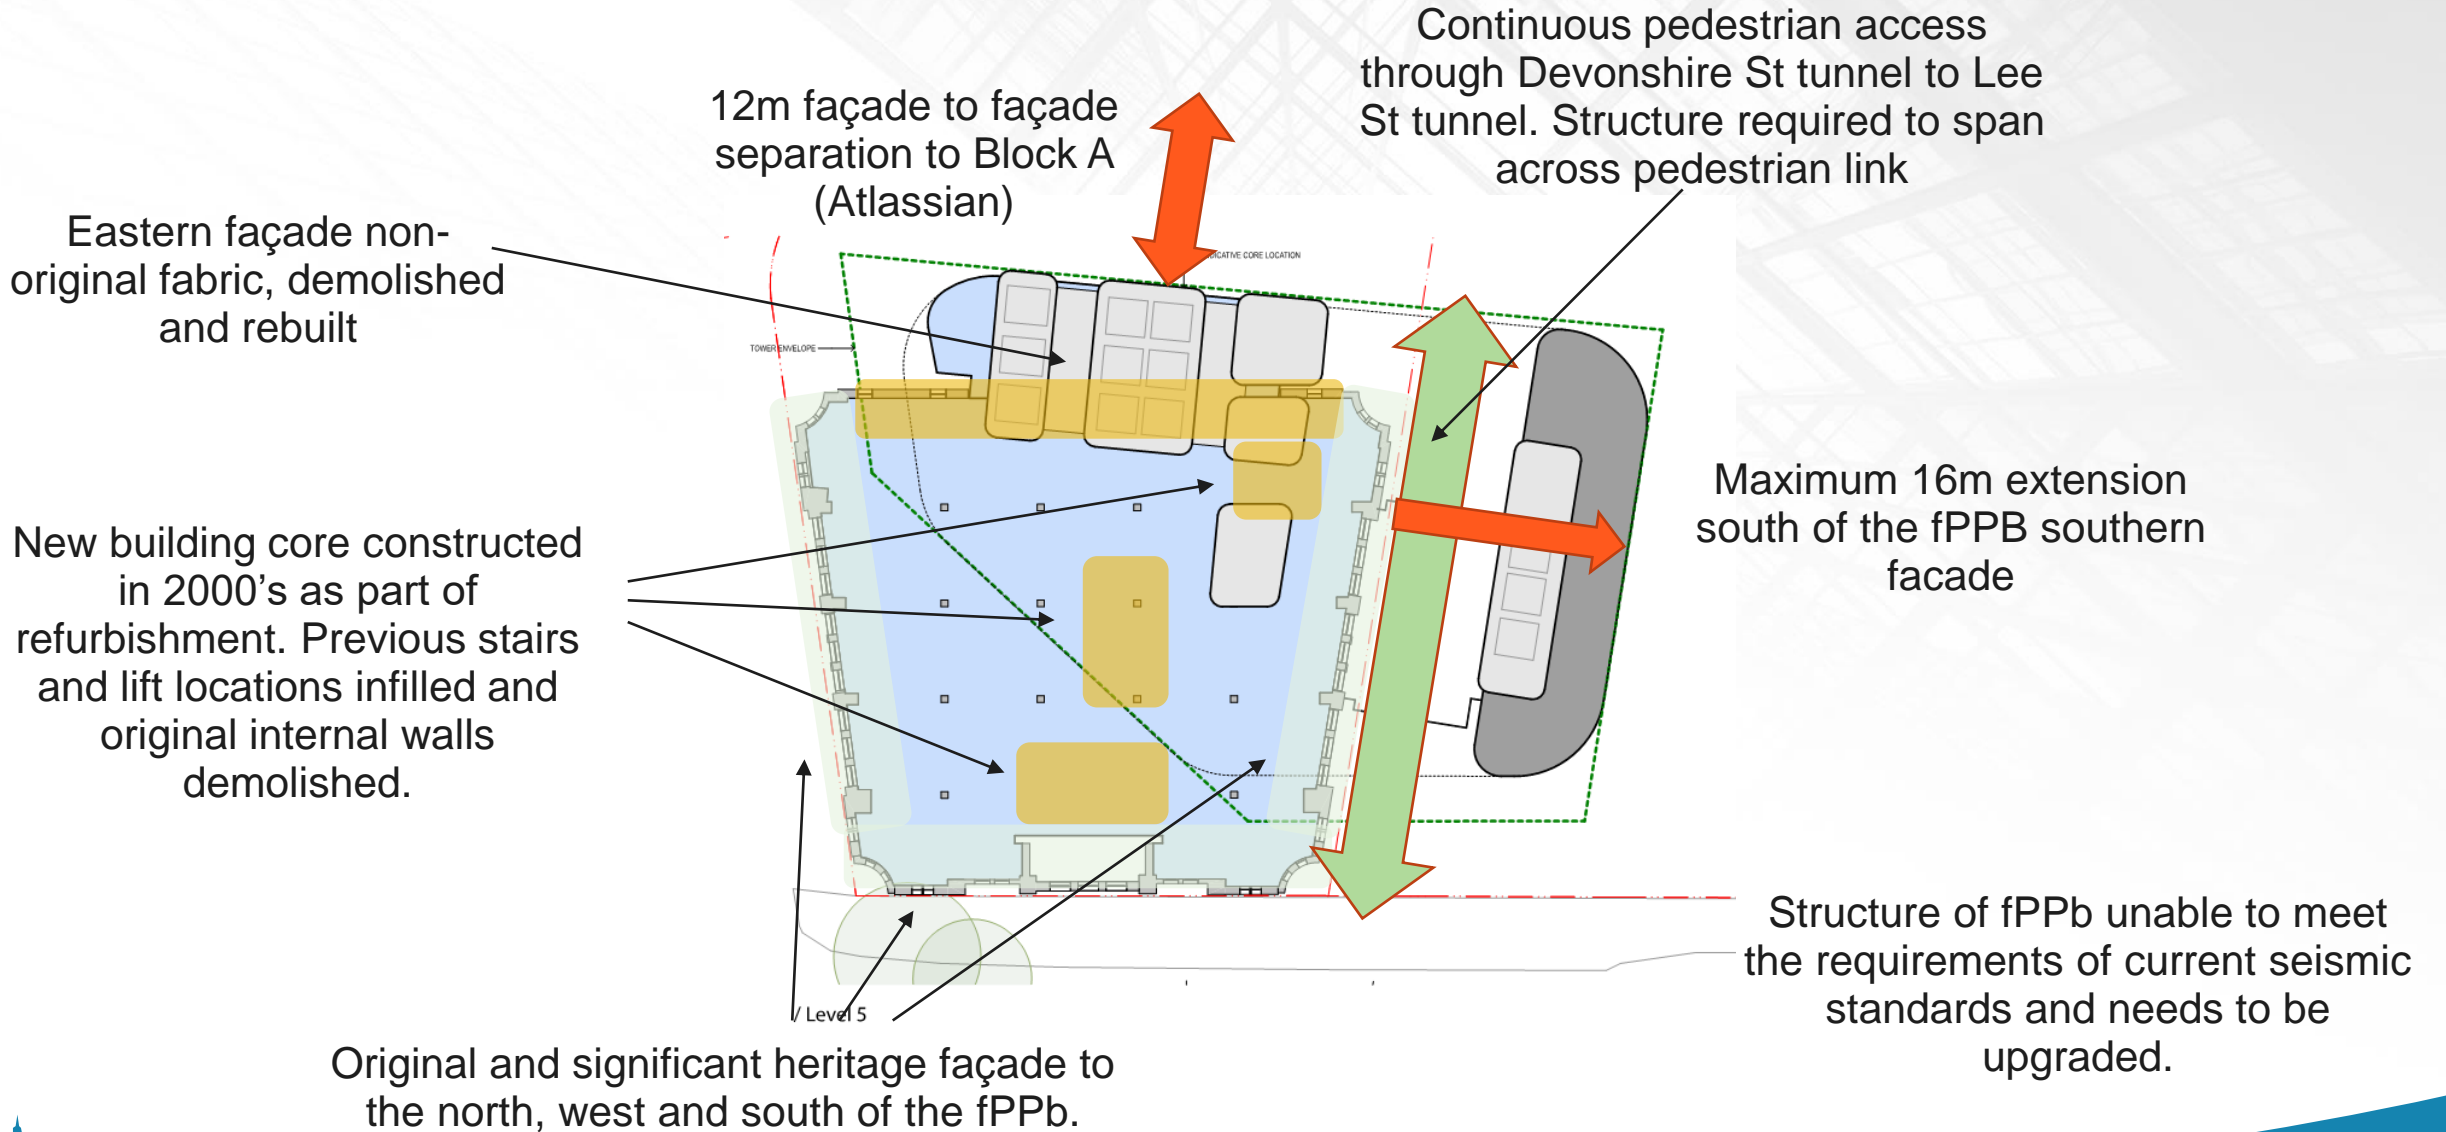 Continuous pedestrian access
through Devonshire St tunnel to Lee
St tunnel. Structure required to span
across pedestrian link
12m façade to façade
separation to Block A
(Atlassian)
Eastern façade non-
original fabric, demolished
and rebuilt
CORE LOCATION
TOWER ENVELOPE
Maximum 16m extension
south of the fPPB southern
facade
New building core constructed
in 2000's as part of
refurbishment. Previous stairs
and lift locations infilled and
original internal walls
demolished.
Structure of fPPb unable to meet
the requirements of current seismic
standards and needs to be
upgraded.
/ Level 5
Original and significant heritage façade to
the north, west and south of the fPPb.